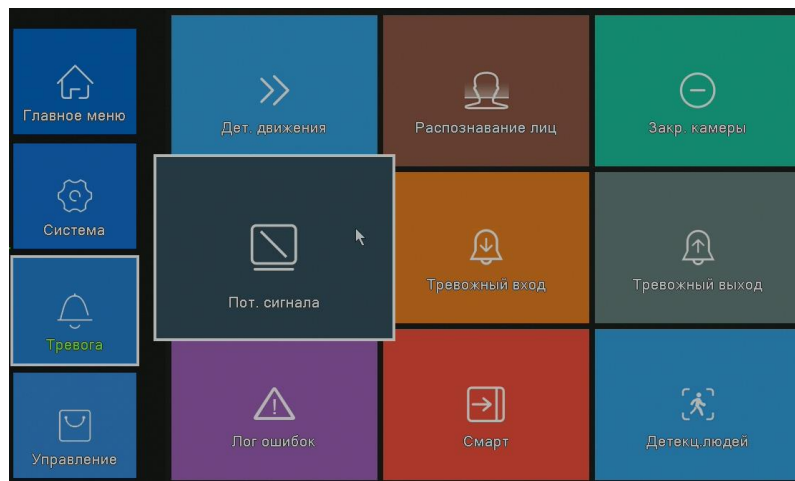 Главное меню
Дет. движения
Распознавание лиц
Закр. камеры
Система
Пот. сигнала
Тревожный вход
Тревожный выход
Тревога
Лог ошибок
Смарт
Детекц.людей
Управление